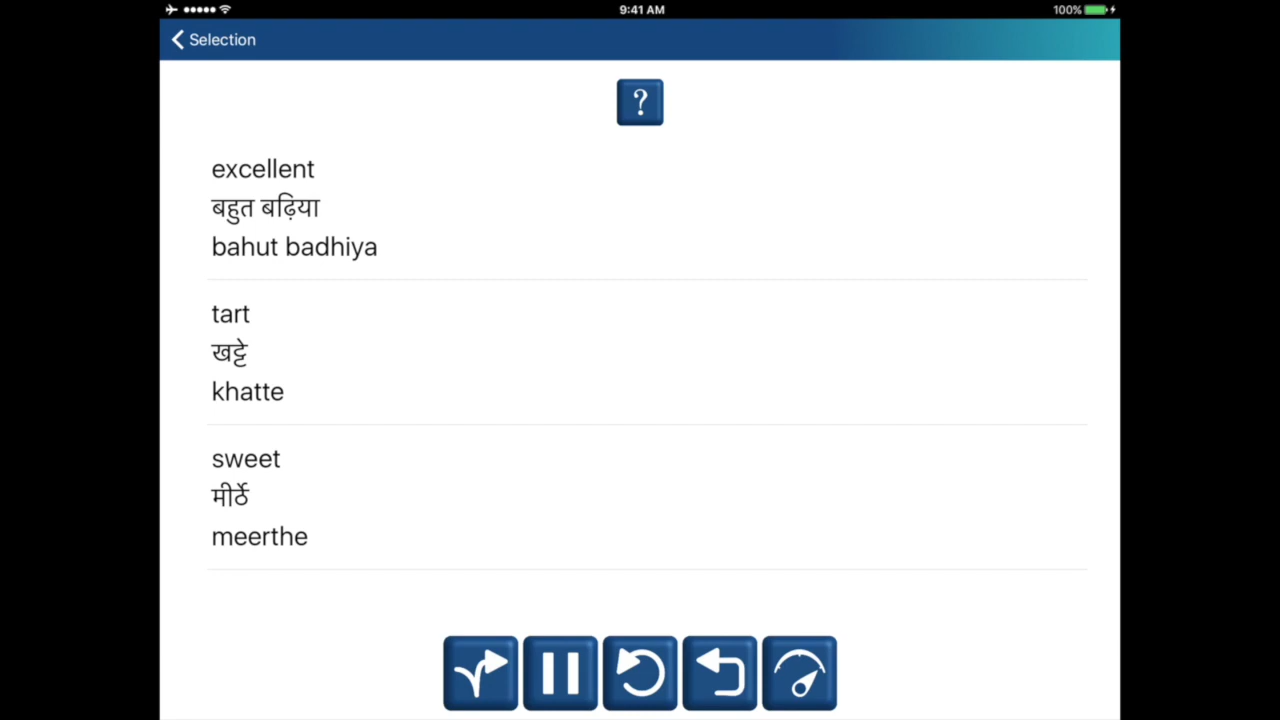 9:41 AM
100%
Selection
?
excellent
बहुत बढ़िया
bahut badhiya
tart
खट्टे
khatte
sweet
मीर्ठे
meerthe